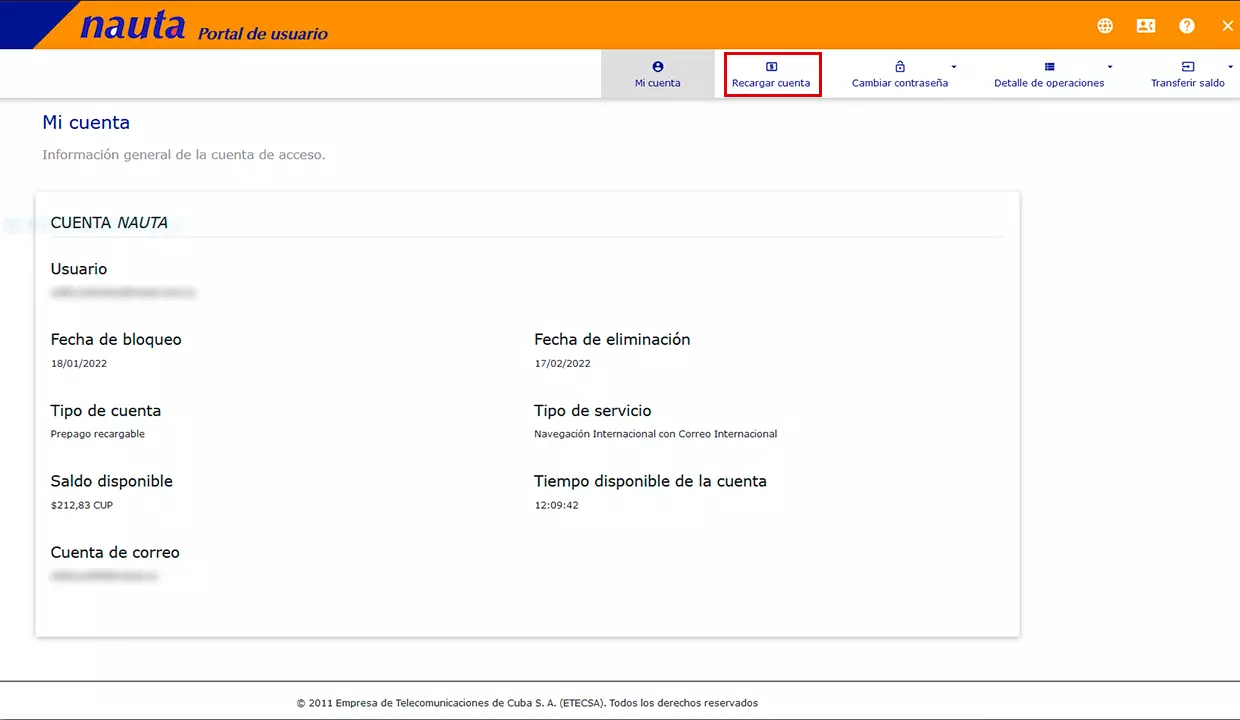 nauta Portal de usuario
Mi cuenta
Recargar cuenta
Cambiar contraseña
Detalle de operaciones
Transferir saldo
Mi cuenta
Información general de la cuenta de acceso.
CUENTA NAUTA
Usuario
Fecha de bloqueo
18/01/2022
Fecha de eliminación
17/02/2022
Tipo de cuenta
Prepago recargable
Tipo de servicio
Navegación Internacional con Correo Internacional
Saldo disponible
$212,83 CUP
Tiempo disponible de la cuenta
12:09:42
Cuenta de correo
© 2011 Empresa de Telecomunicaciones de Cuba S. A. (ETECSA). Todos los derechos reservados